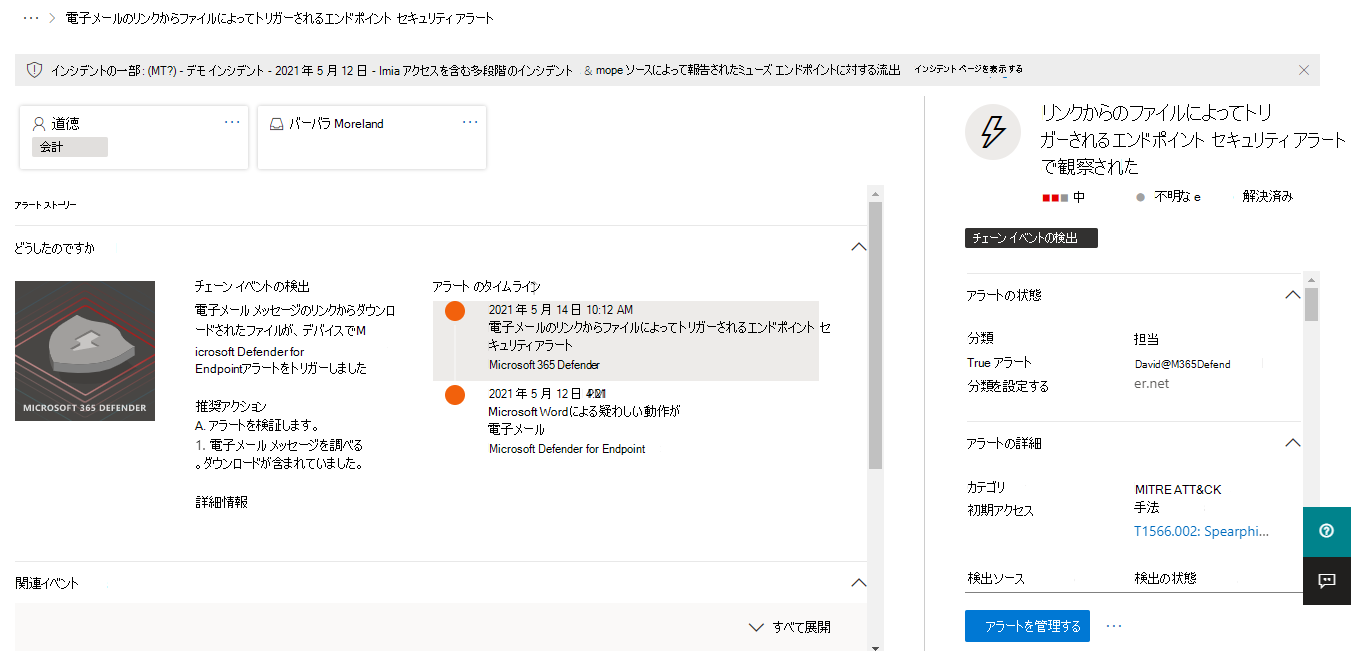 … > 電子メールのリンクからファイルによってトリガーされるエンドポイント セキュリティ アラート
インシデントの一部: (MT?) - デモ インシデント - 2021 年 5 月 12 日 - Imia アクセスを含む多段階のインシデント & mope ソースによって報告されたミューズ エンドポイントに対する流出 インシデント ページを表示する
道徳 …
会計
バーバラ Moreland …
アラート ストーリー
どうしたのですか
MICROSOFT 365 DEFENDER
チェーン イベントの検出
電子メール メッセージのリンクからダウンロ
ードされたファイルが、デバイスでM
icrosoft Defender for
Endpointアラートをトリガーしました
推奨アクション
A. アラートを検証します。
1. 電子メール メッセージを調べる
。ダウンロードが含まれていました。
詳細情報
アラート のタイムライン
2021 年 5 月 14 日 10:12 AM
電子メールのリンクからファイルによってトリガーされるエンドポイント セ
キュリティ アラート
Microsoft 365 Defender
2021 年 5 月 12 日
Microsoft Wordによる疑わしい動作が
電子メール
Microsoft Defender for Endpoint
関連イベント
すべて展開
リンクからのファイルによってトリ
ガーされるエンドポイント セキュリティ アラート
で観察された
中 不明な e 解決済み
チェーン イベントの検出
アラートの状態
分類 担当
True アラート David@M365Defend
分類を設定する er.net
アラートの詳細
カテゴリ MITRE ATT&CK
初期アクセス 手法
T1566.002: Spearphi...
検出ソース 検出の状態
アラートを管理する …